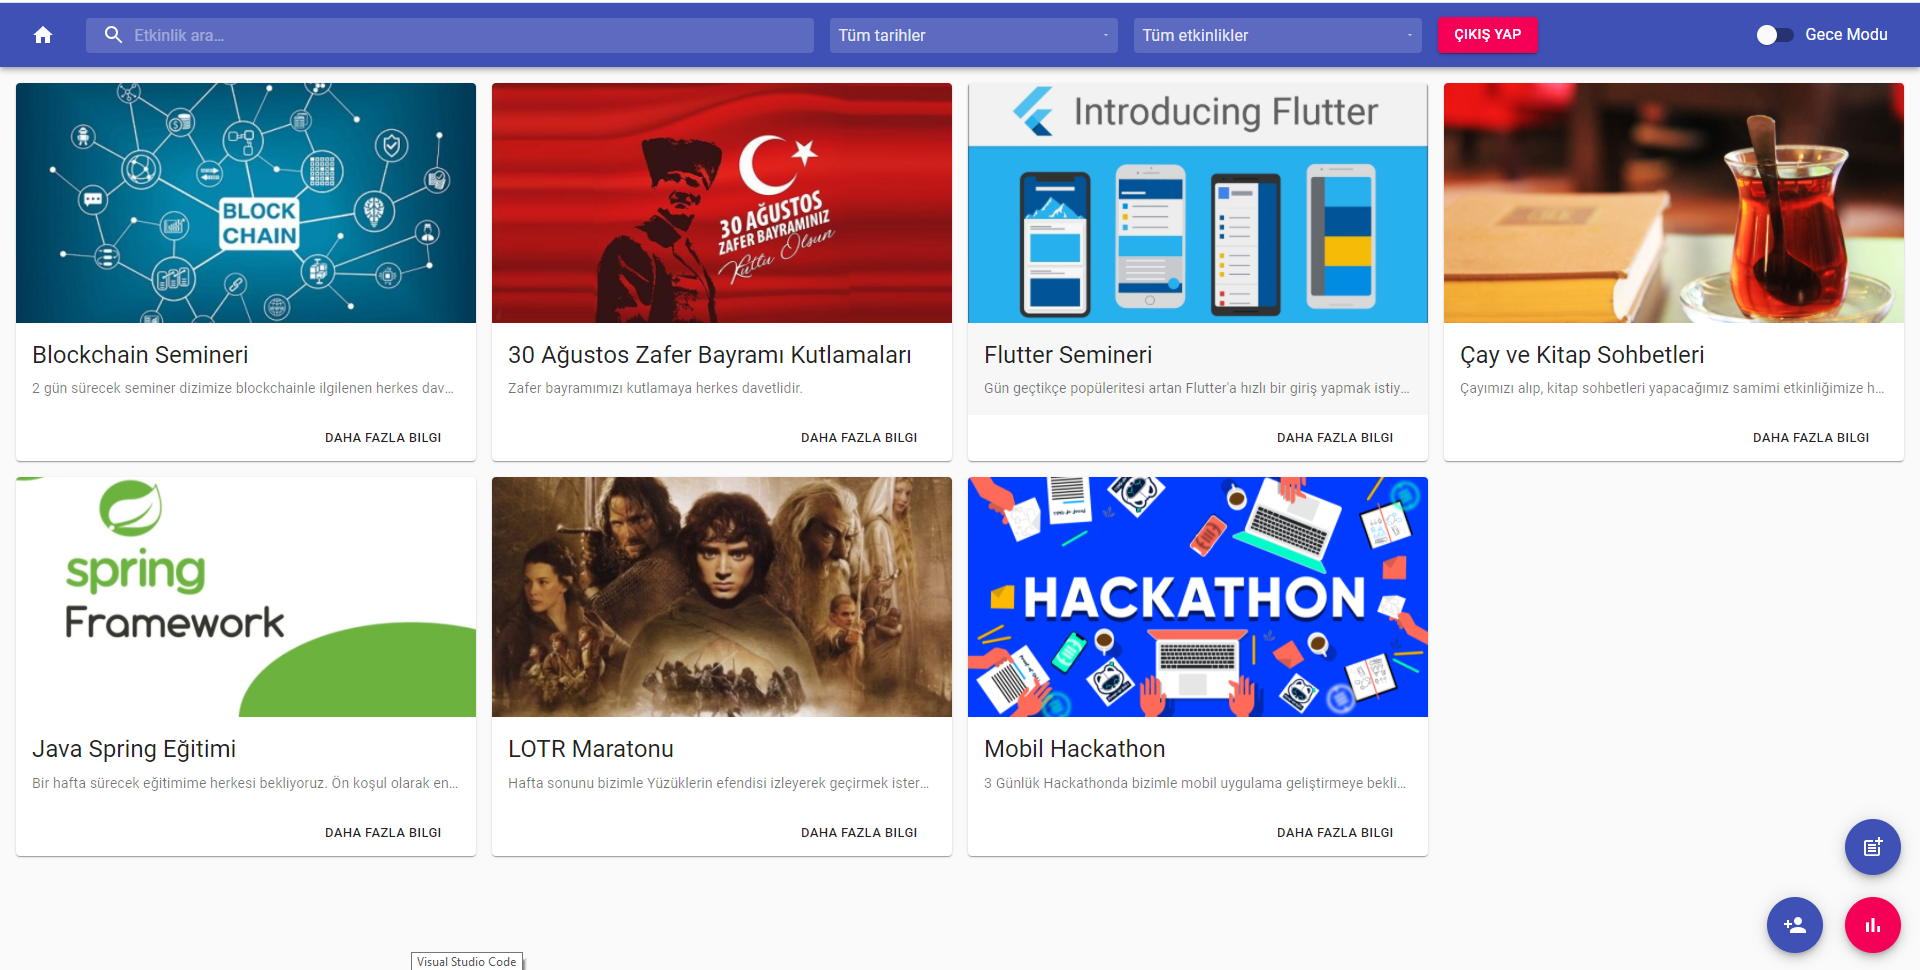 Etkinlik ara...
Tüm tarihler
Tüm etkinlikler
ÇIKIŞ YAP
Gece Modu
BLOCK
CHAIN
30 AĞUSTOS
ZAFER BAYRAMINIZ
Kutlu Olsun
Introducing Flutter
Blockchain Semineri
2 gün sürecek seminer dizimize blockchainle ilgilenen herkes dav...
DAHA FAZLA BILGI
30 Ağustos Zafer Bayramı Kutlamaları
Zafer bayramımızı kutlamaya herkes davetlidir.
DAHA FAZLA BILGI
Flutter Semineri
Gün geçtikçe popüleritesi artan Flutter'a hızlı bir giriş yapmak istiy...
DAHA FAZLA BILGI
Çay ve Kitap Sohbetleri
Çayımızı alıp, kitap sohbetleri yapacağımız samimi etkinliğimize h...
DAHA FAZLA BILGI
spring
Framework
HACKATHON
Java Spring Eğitimi
Bir hafta sürecek eğitimime herkesi bekliyoruz. Ön koşul olarak en...
DAHA FAZLA BILGI
LOTR Maratonu
Hafta sonunu bizimle Yüzüklerin efendisi izleyerek geçirmek ister...
DAHA FAZLA BILGI
Mobil Hackathon
3 Günlük Hackathonda bizimle mobil uygulama geliştirmeye bekli...
DAHA FAZLA BILGI
Visual Studio Code